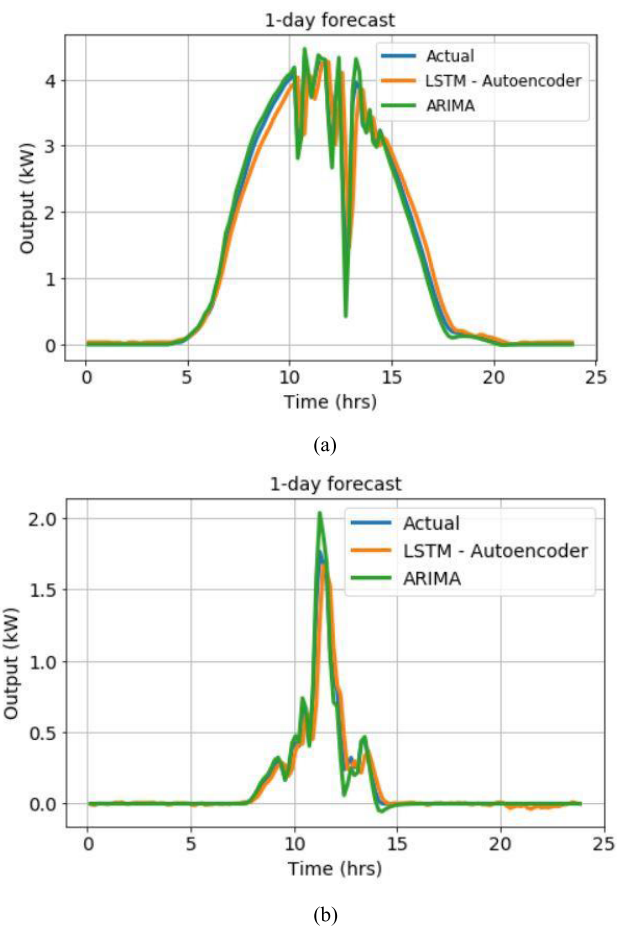 1-day forecast
Actual
LSTM - Autoencoder
ARIMA
Output (kW)
4
3
2
1
0
0 5 10 15 20 25
Time (hrs)
(a)
1-day forecast
Actual
LSTM - Autoencoder
ARIMA
Output (kW)
2.0
1.5
1.0
0.5
0.0
0 5 10 15 20 25
Time (hrs)
(b)